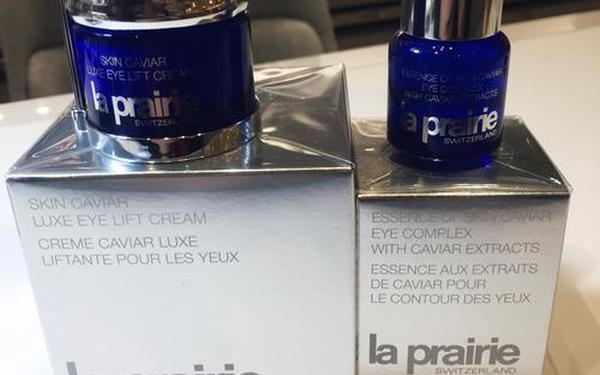 SKIN CAVIAR
LUXE EYE LIFT CREAM
la prairie
SWITZERLAND
ESSENCE OF SKIN CAVIAR
EYE COMPLEX
WITH CAVIAR EXTRACTS
la prairie
SWITZERLAND
SKIN CAVIAR
LUXE EYE LIFT CREAM
CREME CAVIAR LUXE
LIFTANTE POUR LES YEUX
la prairie
ESSENCE OF SKIN CAVIAR
EYE COMPLEX
WITH CAVIAR EXTRACTS
ESSENCE AUX EXTRAITS
DE CAVIAR POUR
LE CONTOUR DES YEUX
la prairie
SWITZERLAND